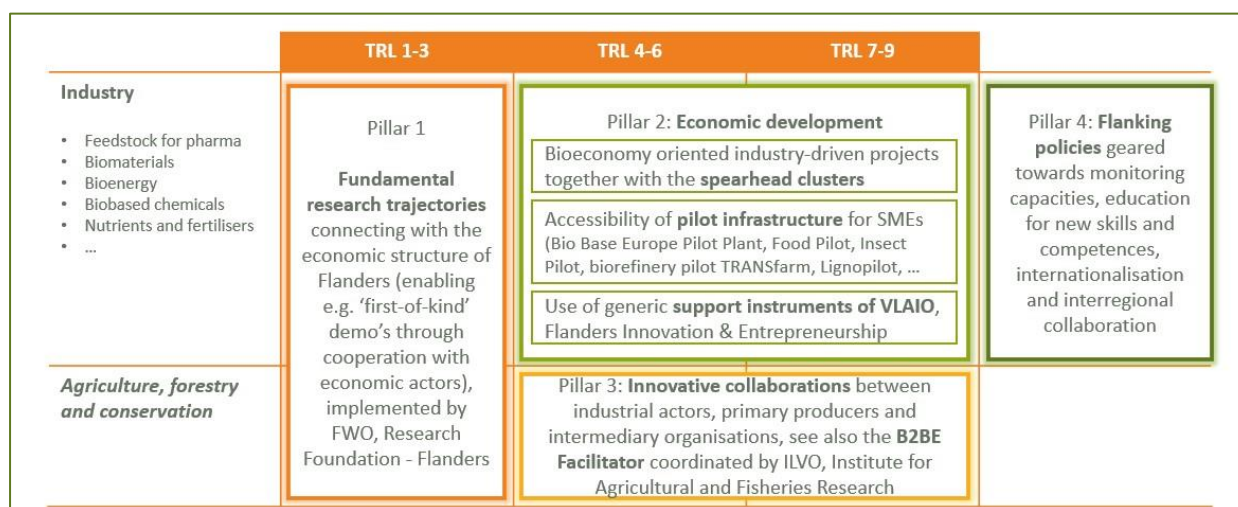 TRL 1-3
TRL 4-6
TRL 7-9
Industry
• Feedstock for pharma
• Biomaterials
• Bioenergy
• Biobased chemicals
• Nutrients and fertilisers
• ...
Pillar 1
Fundamental
research trajectories
connecting with the
economic structure of
Flanders (enabling
e.g. ‘first-of-kind’
demo’s through
cooperation with
economic actors),
implemented by
FWO, Research
Foundation - Flanders
Pillar 2: Economic development
Bioeconomy oriented industry-driven projects
together with the spearhead clusters
Accessibility of pilot infrastructure for SMEs
(Bio Base Europe Pilot Plant, Food Pilot, Insect
Pilot, biorefinery pilot TRANSfarm, Lignopilot, ...
Use of generic support instruments of VLAIO,
Flanders Innovation & Entrepreneurship
Pillar 4: Flanking
policies geared
towards monitoring
capacities, education
for new skills and
competences,
internationalisation
and interregional
collaboration
Agriculture, forestry
and conservation
Pillar 3: Innovative collaborations between
industrial actors, primary producers and
intermediary organisations, see also the B2BE
Facilitator coordinated by ILVO, Institute for
Agricultural and Fisheries Research